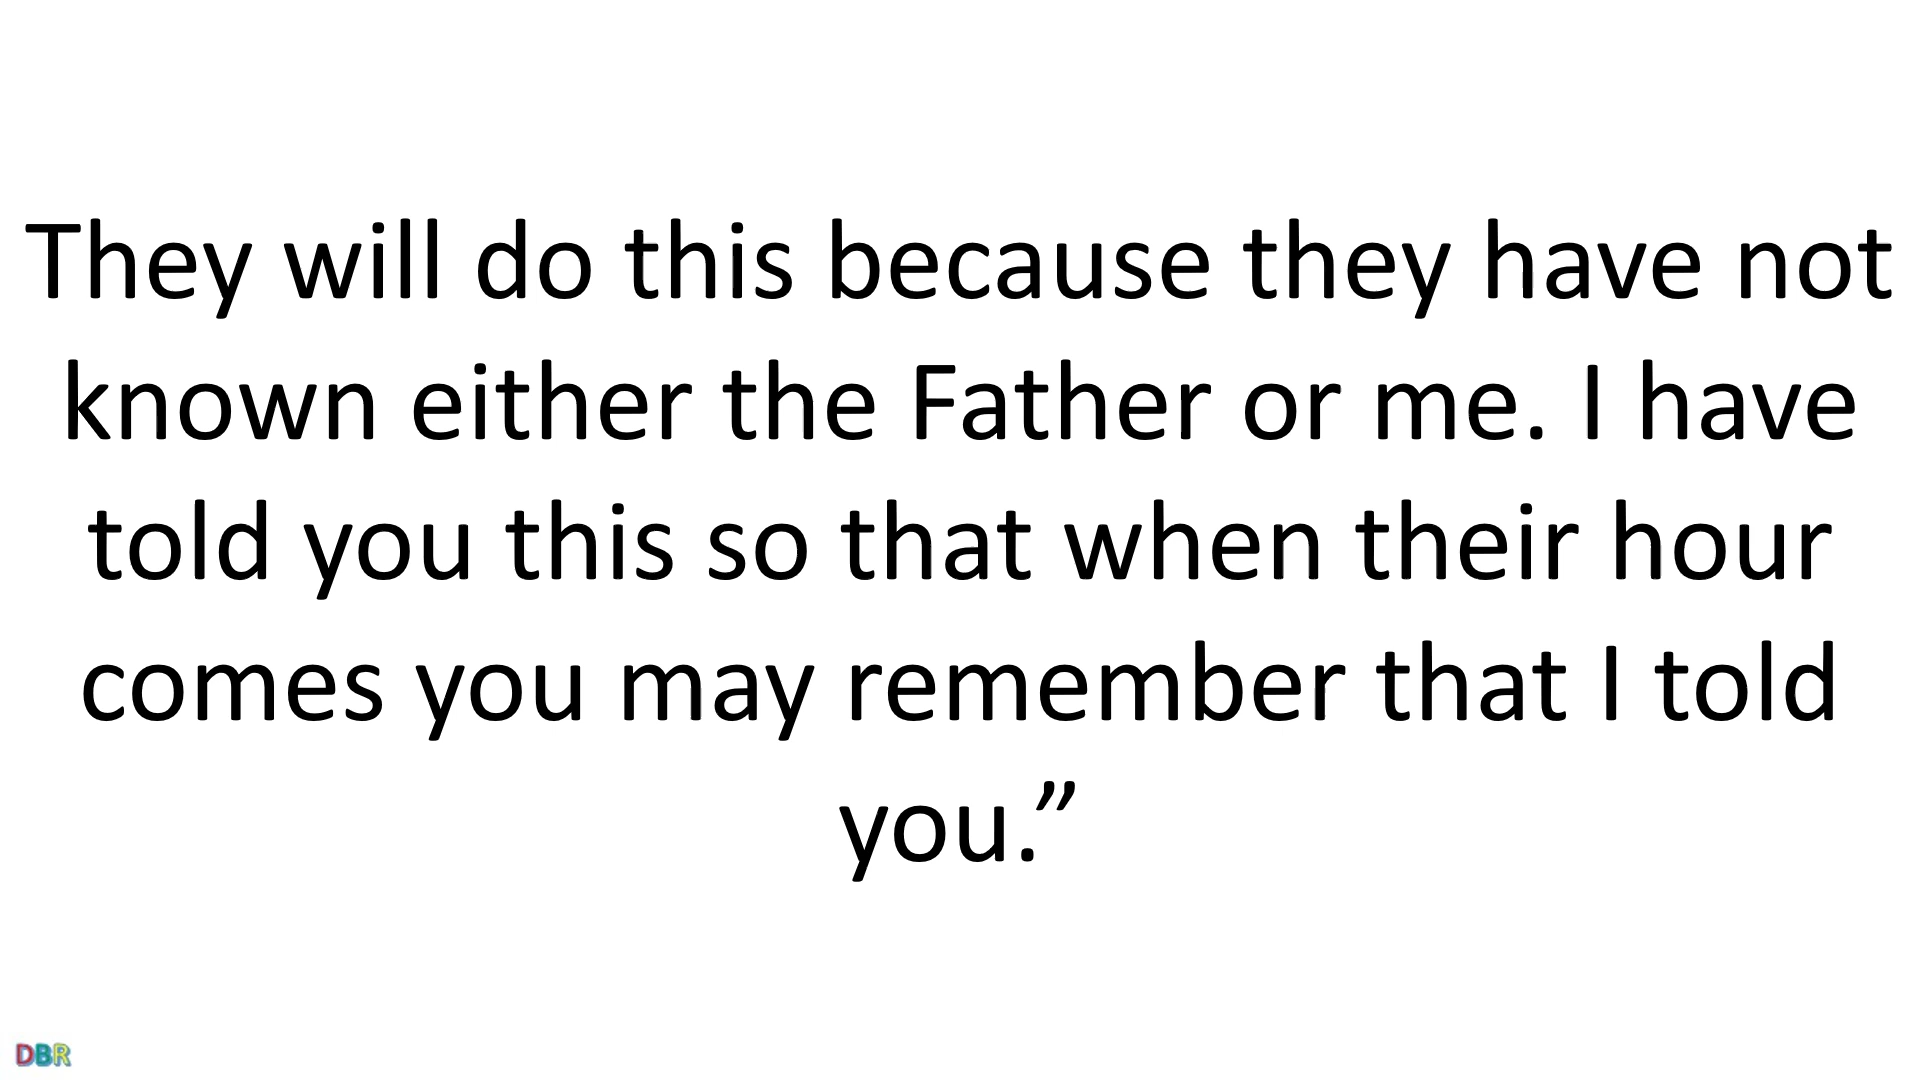 They will do this because they have not
known either the Father or me. I have
told you this so that when their hour
comes you may remember that I told
you.”
DBR